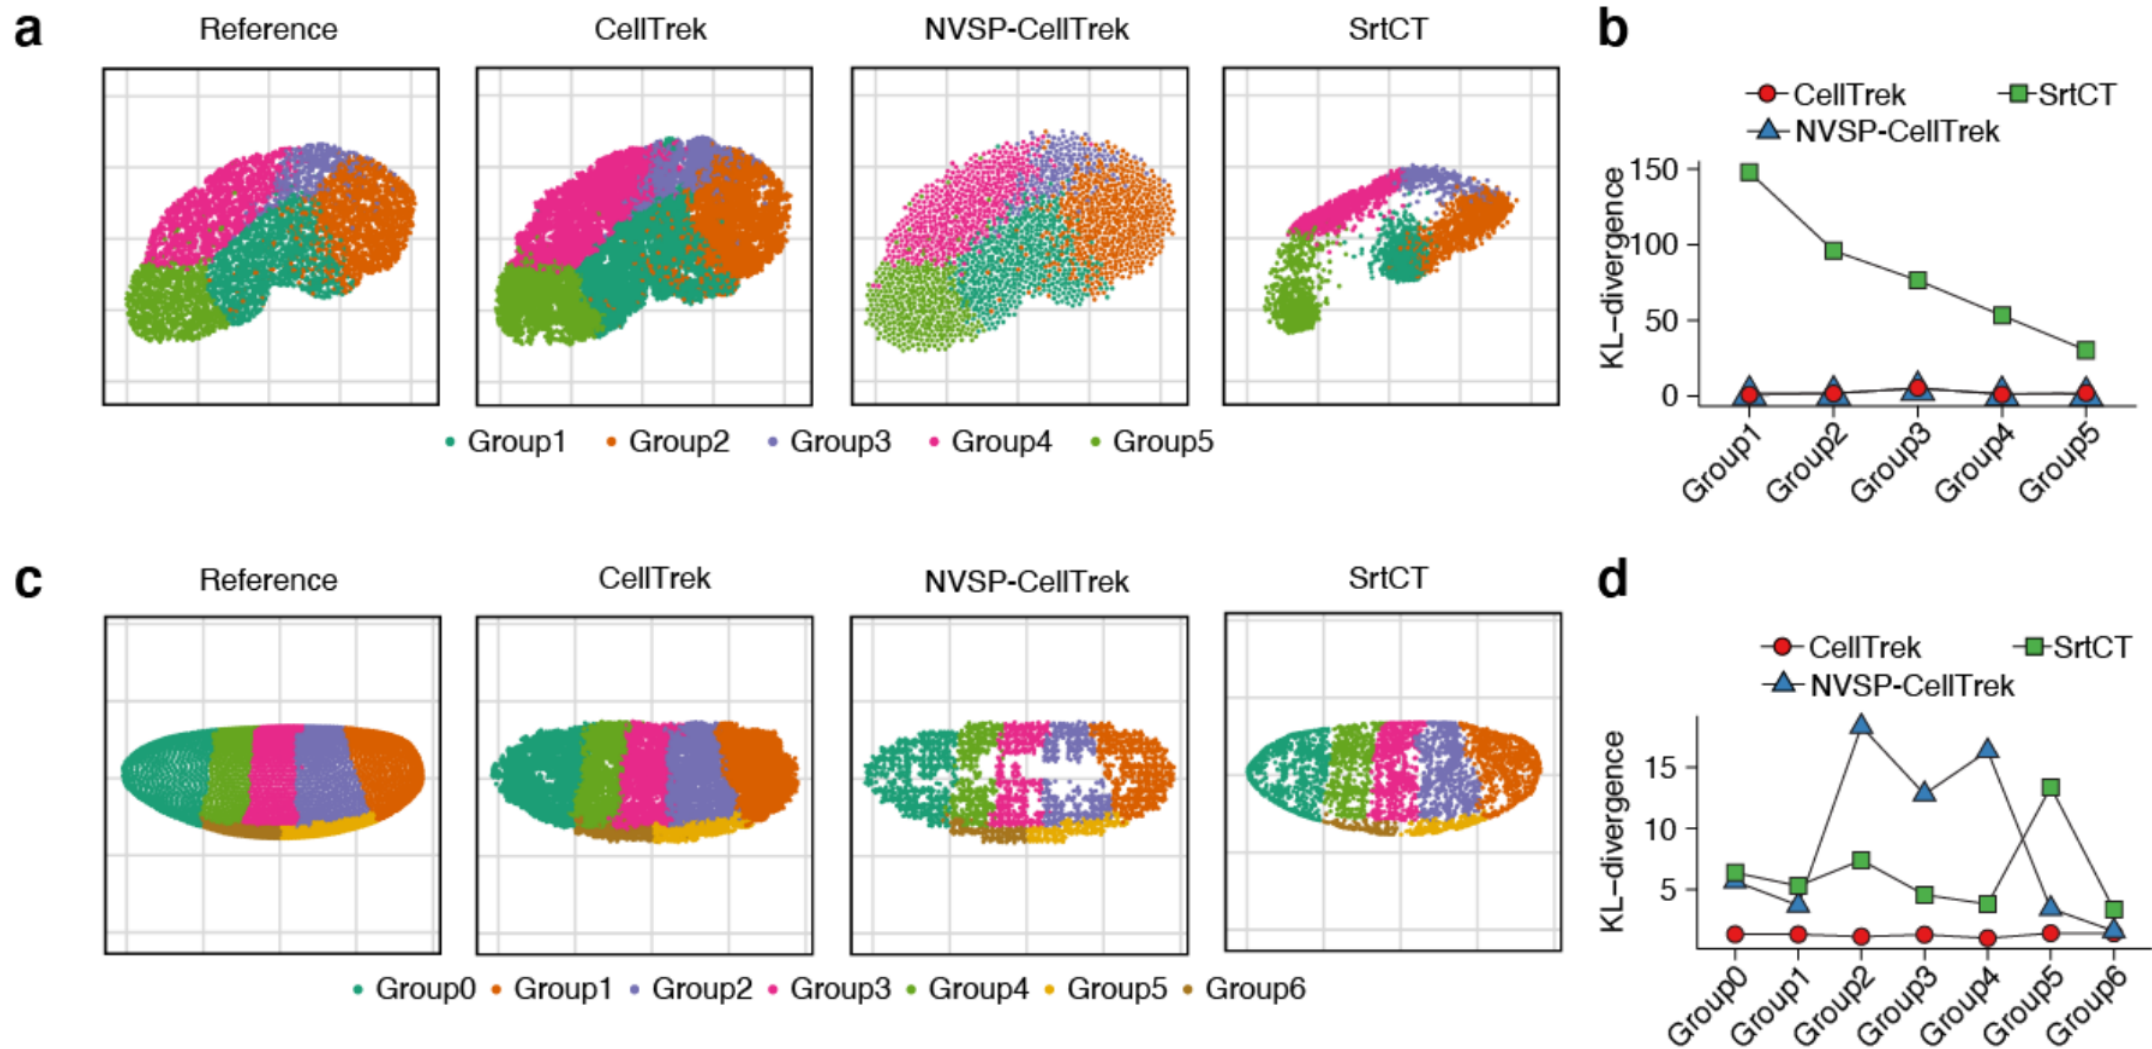 a
Reference
CellTrek
NVSP-CellTrek
SrtCT
Group1
Group2
Group3
Group4
Group5
b
CellTrek
SrtCT
NVSP-CellTrek
KL−divergence
150
100
50
0
Group1
Group2
Group3
Group4
Group5
c
Reference
CellTrek
NVSP-CellTrek
SrtCT
Group0
Group1
Group2
Group3
Group4
Group5
Group6
d
CellTrek
SrtCT
NVSP-CellTrek
KL−divergence
15
10
5
Group0
Group1
Group2
Group3
Group4
Group5
Group6